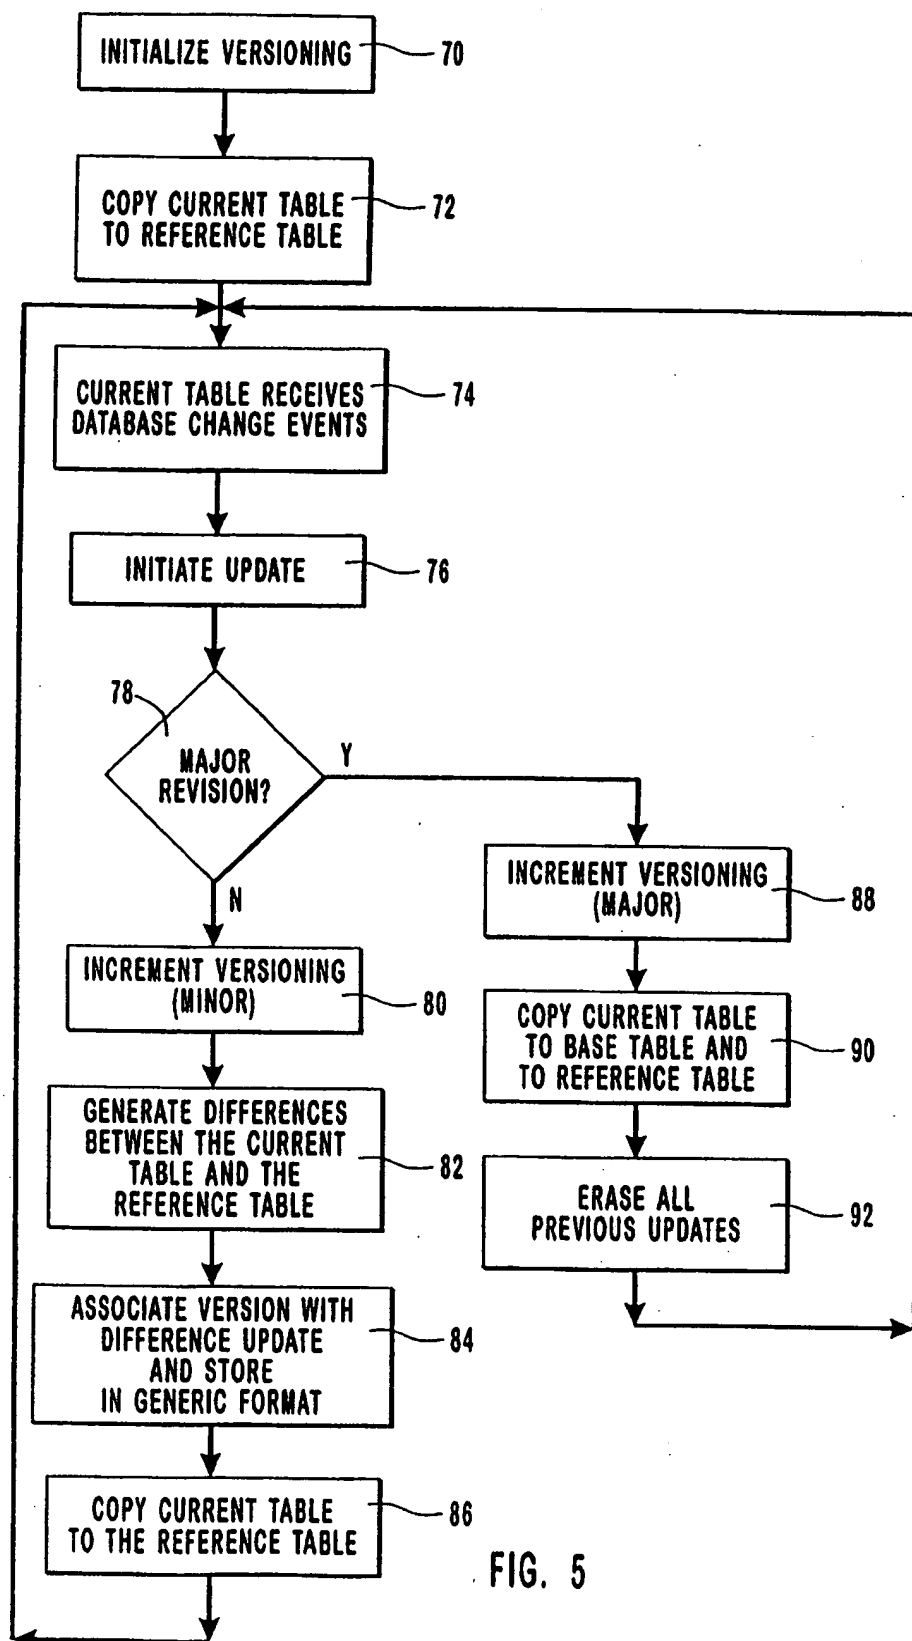 INITIALIZE VERSIONING
70
COPY CURRENT TABLE
TO REFERENCE TABLE
72
CURRENT TABLE RECEIVES
DATABASE CHANGE EVENTS
74
INITIATE UPDATE
76
78
MAJOR
REVISION?
Y
N
INCREMENT VERSIONING
(MINOR)
80
GENERATE DIFFERENCES
BETWEEN THE CURRENT
TABLE AND THE
REFERENCE TABLE
82
ASSOCIATE VERSION WITH
DIFFERENCE UPDATE
AND STORE
IN GENERIC FORMAT
84
COPY CURRENT TABLE
TO THE REFERENCE TABLE
86
INCREMENT VERSIONING
(MAJOR)
88
COPY CURRENT TABLE
TO BASE TABLE AND
TO REFERENCE TABLE
90
ERASE ALL
PREVIOUS UPDATES
92
FIG. 5